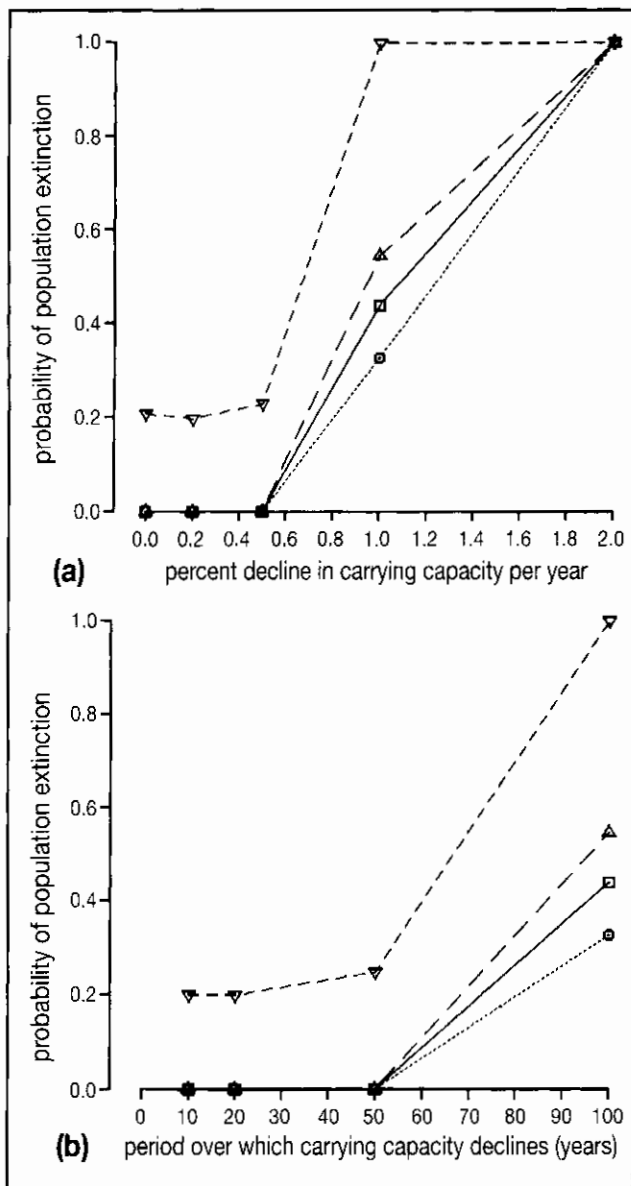 1.0
0.8
0.6
0.4
0.2
0.0
probability of population extinction
0.0 0.2 0.4 0.6 0.8 1.0 1.2 1.4 1.6 1.8 2.0
(a) percent decline in carrying capacity per year
1.0
0.8
0.6
0.4
0.2
0.0
probability of population extinction
0 10 20 30 40 50 60 70 80 90 100
(b) period over which carrying capacity declines (years)